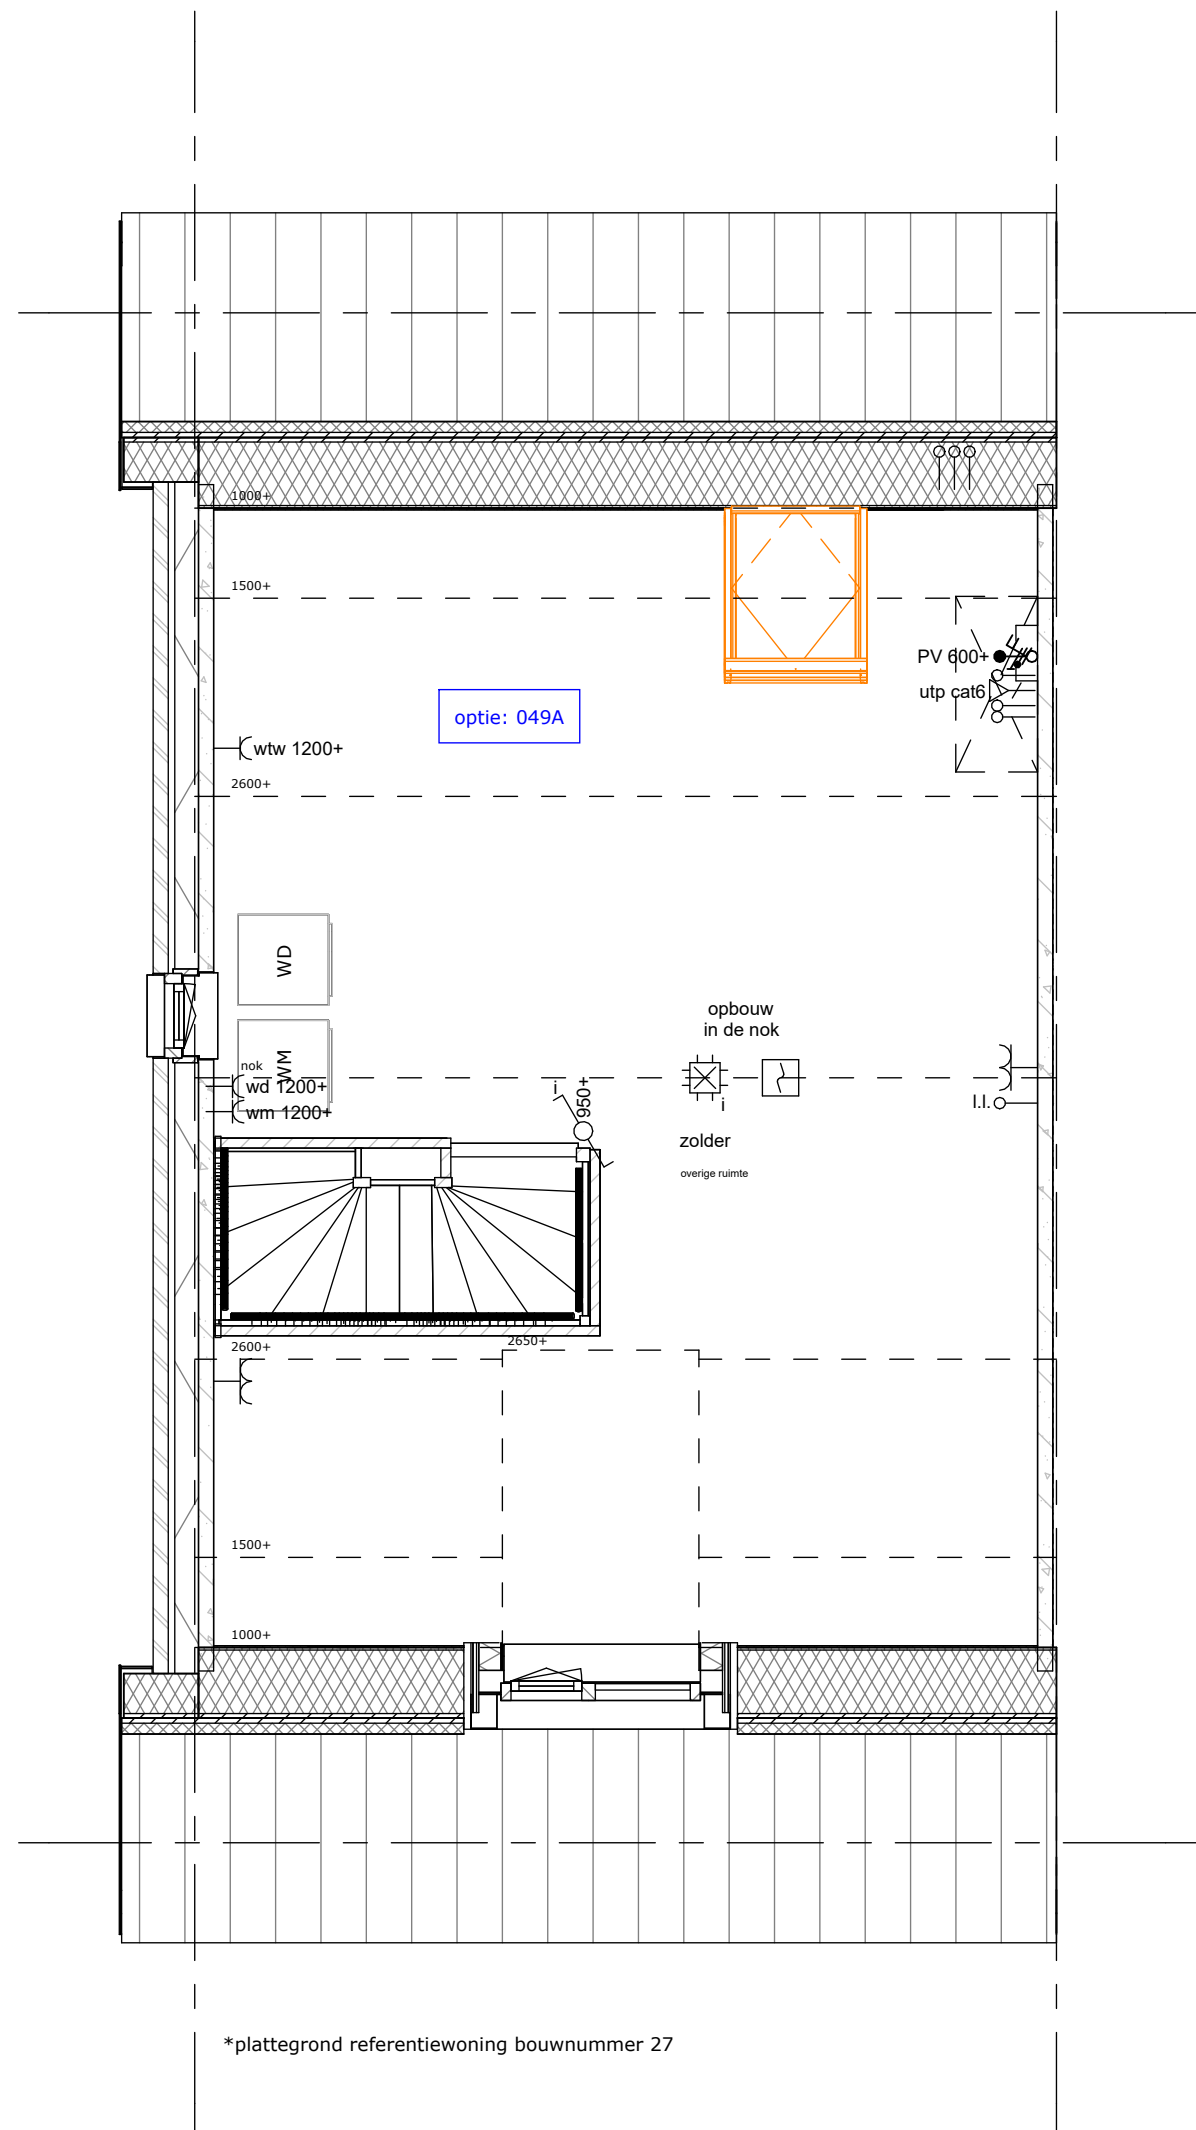 1000+
1500+
PV 600+
utp cat6
optie: 049A
wtw 1200+
2600+
WD
opbouw
in de nok
WM
nok
wd 1200+
wm 1200+
i
950+
i
l.l.
zolder
overige ruimte
2600+
2650+
1500+
1000+
*plattegrond referentiewoning bouwnummer 27